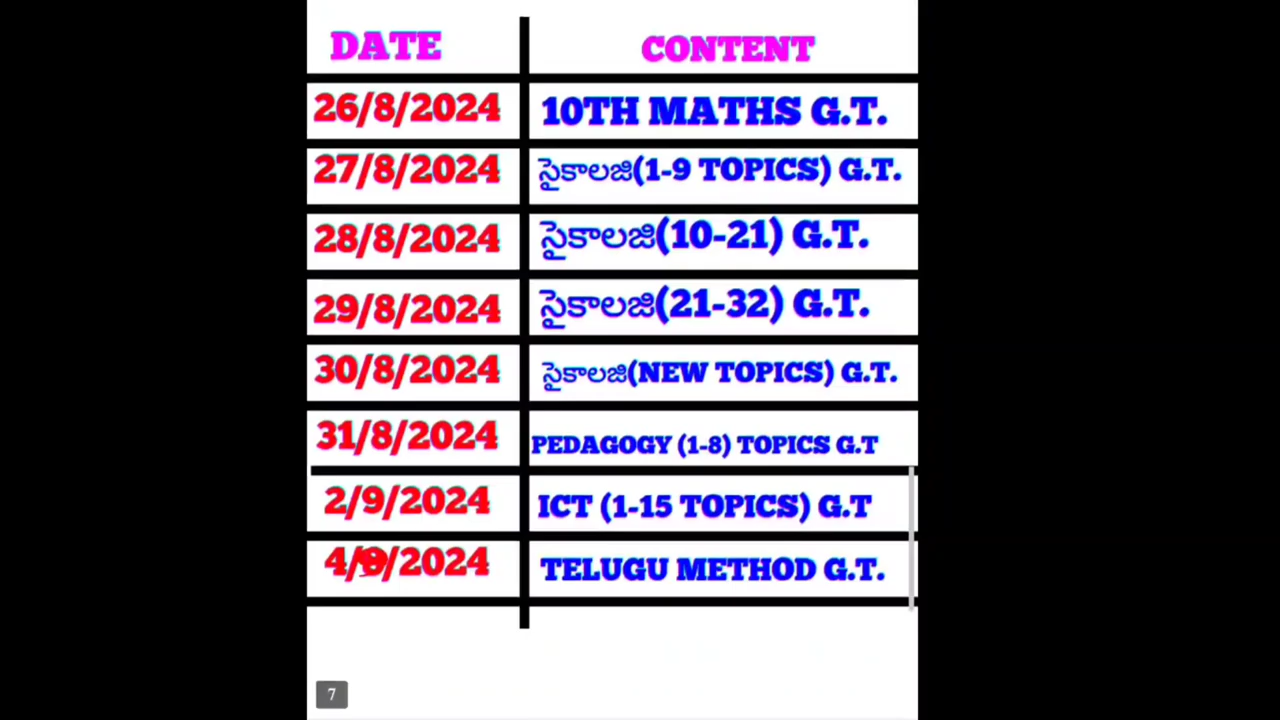 DATE CONTENT
26/8/2024 10TH MATHS G.T.
27/8/2024 సైకాలజి(1-9 TOPICS) G.T.
28/8/2024 సైకాలజి(10-21) G.T.
29/8/2024 సైకాలజి(21-32) G.T.
30/8/2024 సైకాలజి(NEW TOPICS) G.T.
31/8/2024 PEDAGOGY (1-8) TOPICS G.T
2/9/2024 ICT (1-15 TOPICS) G.T
4/9/2024 TELUGU METHOD G.T.
7